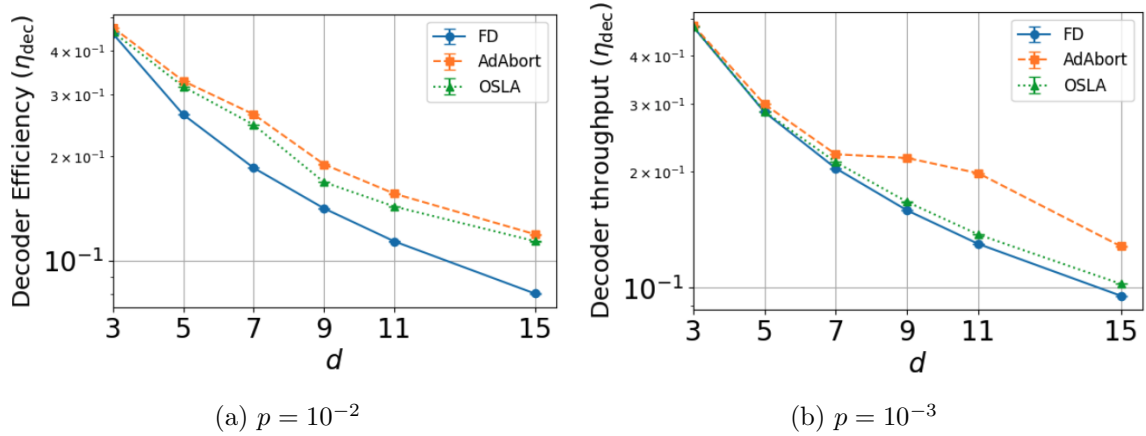 Decoder Efficiency (η_dec)
4 × 10⁻¹
3 × 10⁻¹
2 × 10⁻¹
10⁻¹
FD
AdAbort
OSLA
3 5 7 9 11 15
d
(a) p = 10⁻²
Decoder throughput (η_dec)
4 × 10⁻¹
3 × 10⁻¹
2 × 10⁻¹
10⁻¹
FD
AdAbort
OSLA
3 5 7 9 11 15
d
(b) p = 10⁻³